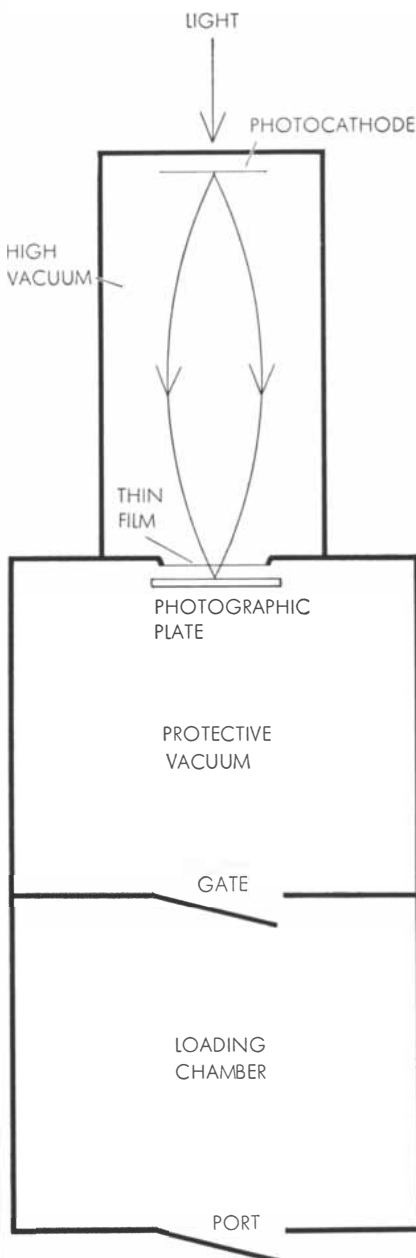 LIGHT
PHOTOCATHODE
HIGH
VACUUM
THIN
FILM
PHOTOGRAPHIC
PLATE
PROTECTIVE
VACUUM
GATE
LOADING
CHAMBER
PORT